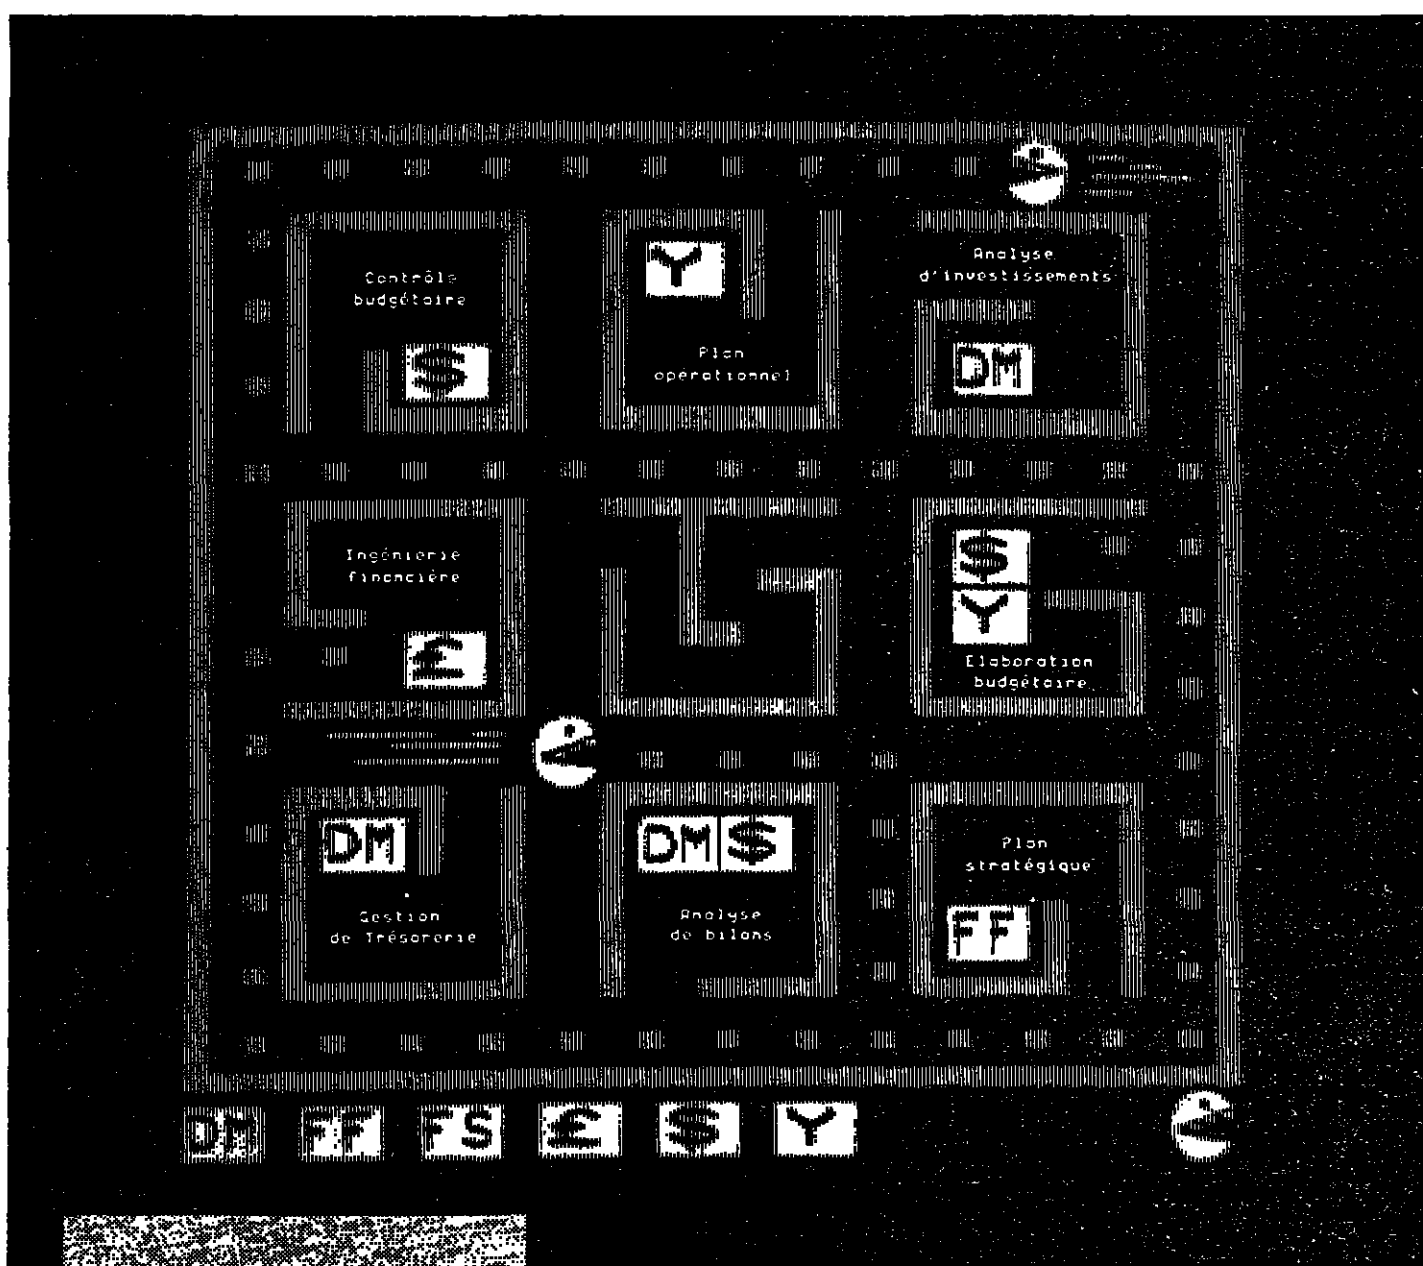 Contrôle
budgétaire
$
Y
Plan
opérationnel
Analyse
d'investissements
DM
Ingénierie
financière
£
$
Y
Elaboration
budgétaire
DM
Gestion
de Trésorerie
DM $
Analyse
de bilans
Plan
stratégique
FF
DM FF FS £ $ Y